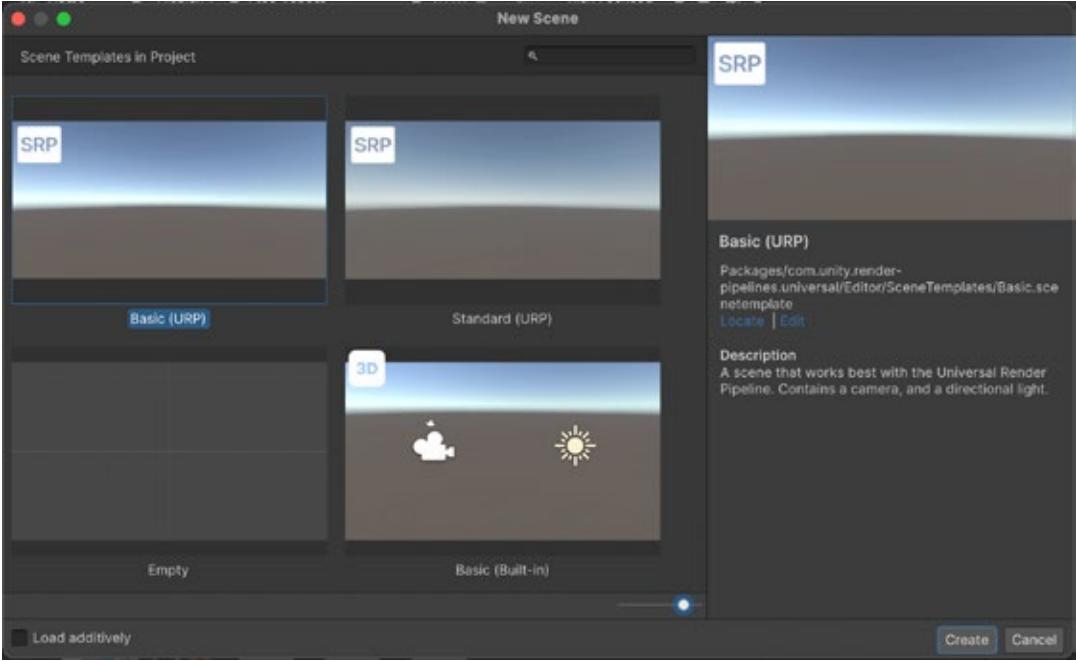 New Scene
Scene Templates in Project
SRP
SRP
Basic (URP)
Standard (URP)
3D
Empty
Basic (Built-in)
SRP
Basic (URP)
Packages/com.unity.render-
pipelines.universal/Editor/SceneTemplates/Basic.sce
netemplate
Locate | Edit
Description
A scene that works best with the Universal Render
Pipeline. Contains a camera, and a directional light.
Load additively
Create
Cancel